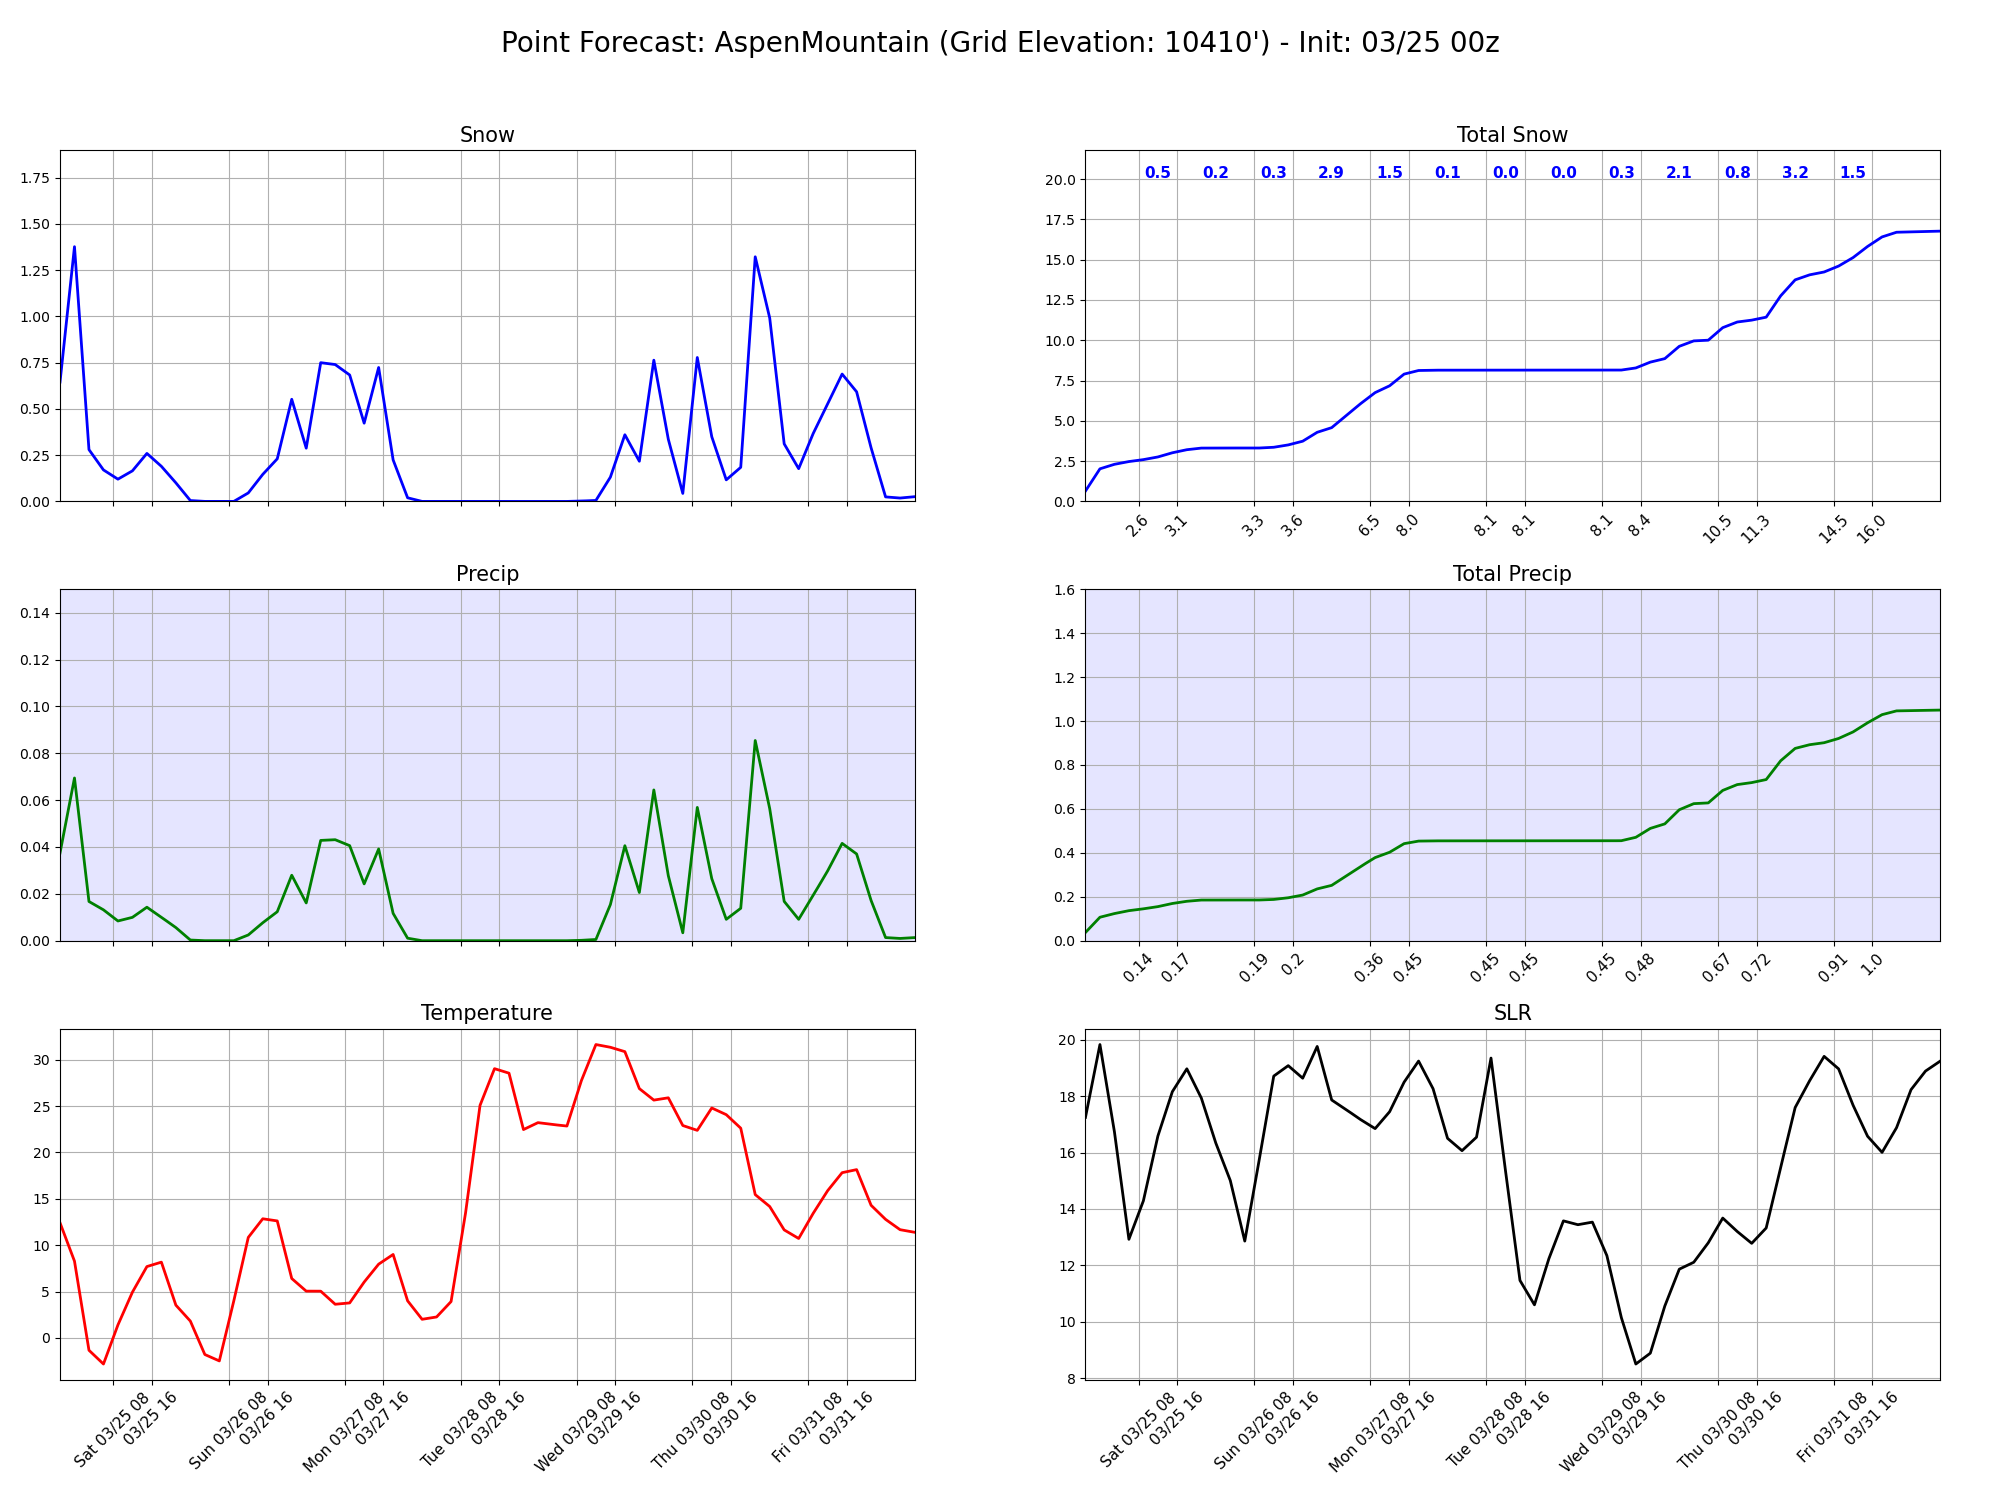 Point Forecast: AspenMountain (Grid Elevation: 10410') - Init: 03/25 00z
Snow
1.75
1.50
1.25
1.00
0.75
0.50
0.25
0.00
Total Snow
0.5 0.2 0.3 2.9 1.5 0.1 0.0 0.0 0.3 2.1 0.8 3.2 1.5
20.0
17.5
15.0
12.5
10.0
7.5
5.0
2.5
0.0
2.6 3.1 3.3 3.6 6.5 8.0 8.1 8.1 8.1 8.4 10.5 11.3 14.5 16.0
Precip
0.14
0.12
0.10
0.08
0.06
0.04
0.02
0.00
Total Precip
1.6
1.4
1.2
1.0
0.8
0.6
0.4
0.2
0.0
0.14 0.17 0.19 0.2 0.36 0.45 0.45 0.45 0.45 0.48 0.67 0.72 0.91 1.0
Temperature
30
25
20
15
10
5
0
Sat 03/25 08
03/25 16
Sun 03/26 08
03/26 16
Mon 03/27 08
03/27 16
Tue 03/28 08
03/28 16
Wed 03/29 08
03/29 16
Thu 03/30 08
03/30 16
Fri 03/31 08
03/31 16
SLR
20
18
16
14
12
10
8
Sat 03/25 08
03/25 16
Sun 03/26 08
03/26 16
Mon 03/27 08
03/27 16
Tue 03/28 08
03/28 16
Wed 03/29 08
03/29 16
Thu 03/30 08
03/30 16
Fri 03/31 08
03/31 16